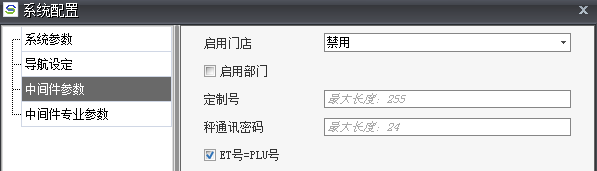 系统配置
系统参数
导航设定
中间件参数
中间件专业参数
启用门店 禁用
启用部门
定制号 最大长度: 255
秤通讯密码 最大长度: 24
ET号=PLU号